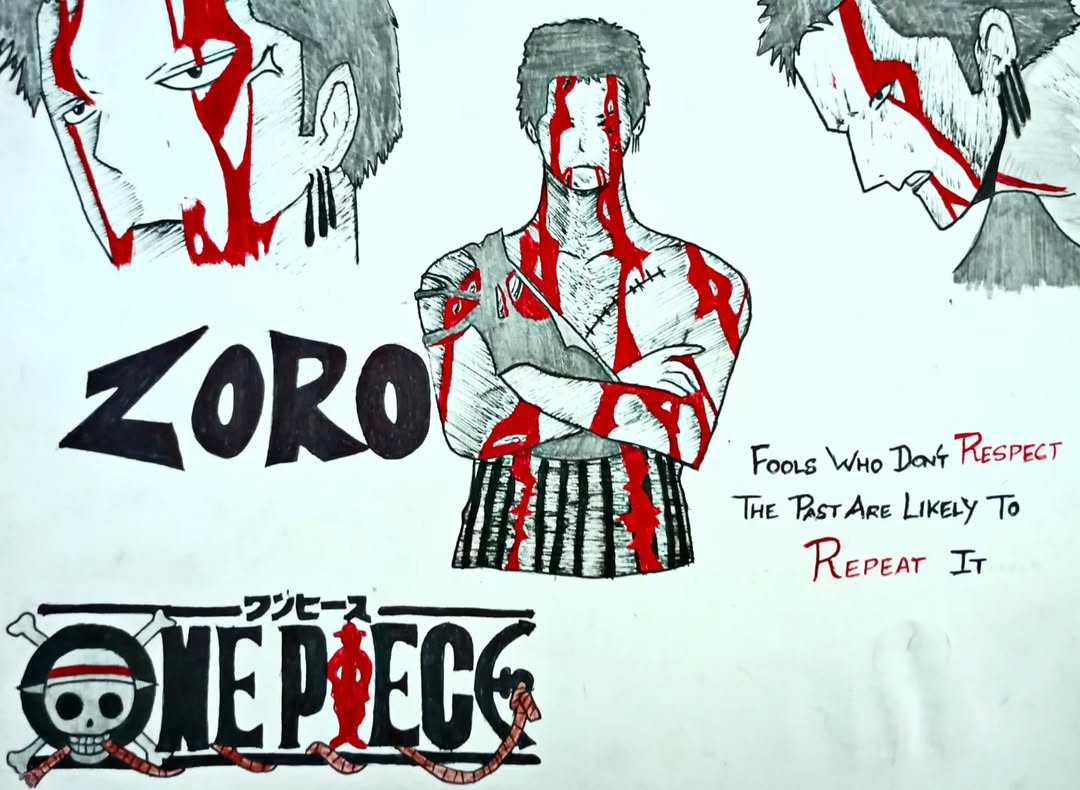 ZORO
FOOLS WHO DON'T RESPECT
THE PAST ARE LIKELY TO
REPEAT IT
ワンピース
ONE PIECE